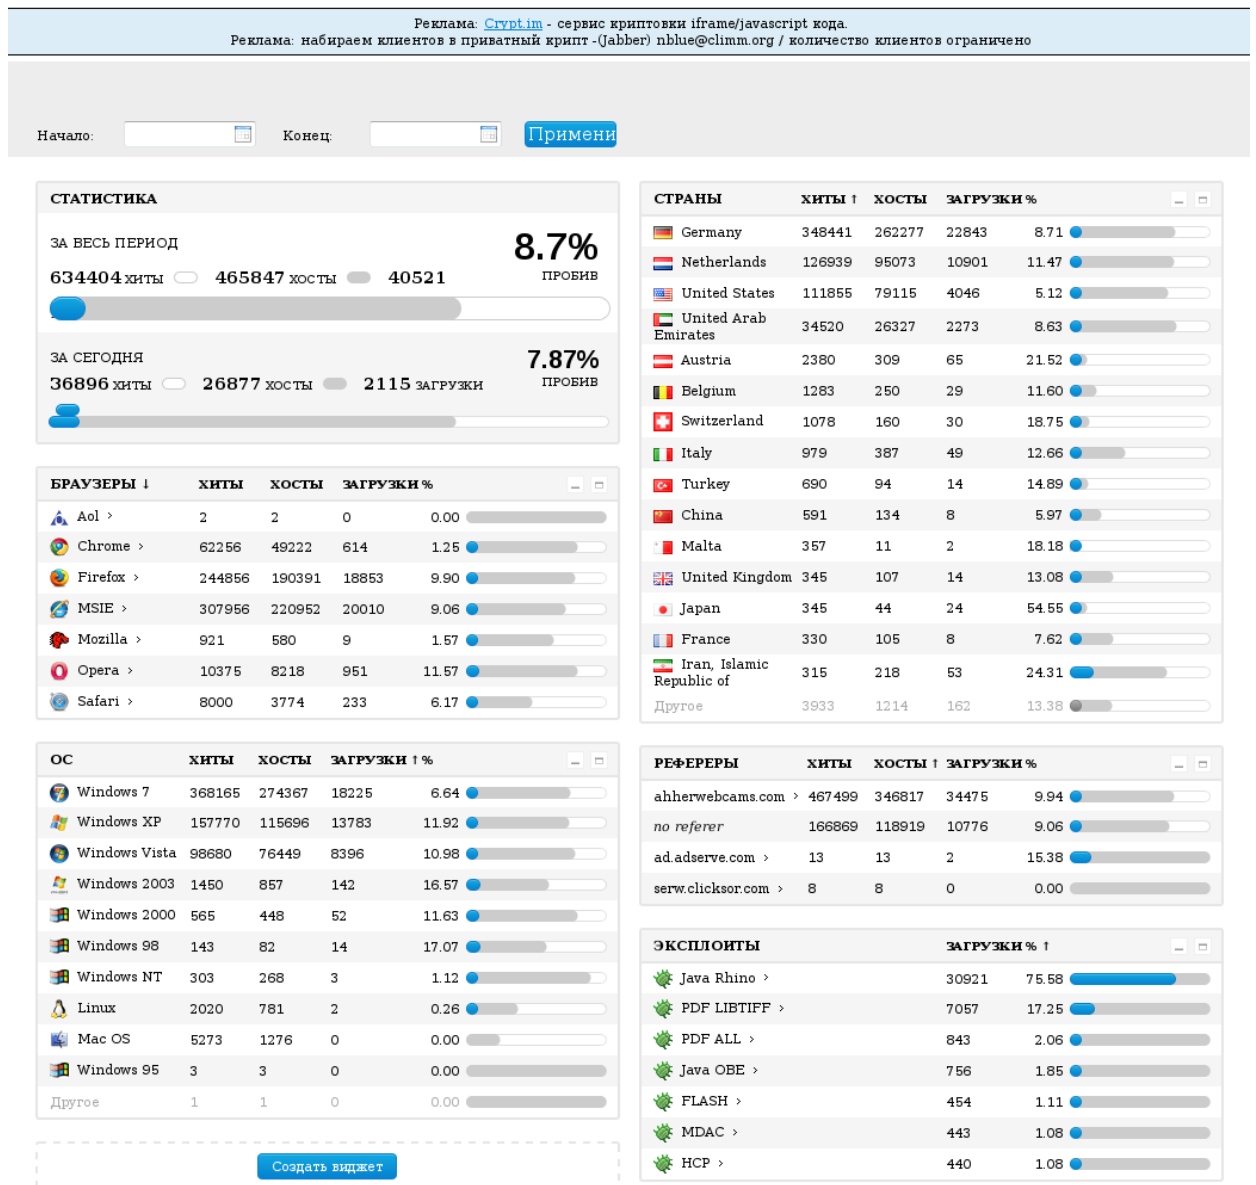 Реклама: Crypt.im - сервис криптовки iframe/javascript кода.
Реклама: набираем клиентов в приватный крипт -(Jabber) nblue@climm.org / количество клиентов ограничено
Начало: Конец: Примени
СТАТИСТИКА
ЗА ВЕСЬ ПЕРИОД 8.7%
634404 ХИТЫ 465847 ХОСТЫ 40521 ПРОБИВ
ЗА СЕГОДНЯ 7.87%
36896 ХИТЫ 26877 ХОСТЫ 2115 ЗАГРУЗКИ ПРОБИВ
БРАУЗЕРЫ ↓ ХИТЫ ХОСТЫ ЗАГРУЗКИ %
Aol > 2 2 0 0.00
Chrome > 62256 49222 614 1.25
Firefox > 244856 190391 18853 9.90
MSIE > 307956 220952 20010 9.06
Mozilla > 921 580 9 1.57
Opera > 10375 8218 951 11.57
Safari > 8000 3774 233 6.17
ОС ХИТЫ ХОСТЫ ЗАГРУЗКИ ↑ %
Windows 7 368165 274367 18225 6.64
Windows XP 157770 115696 13783 11.92
Windows Vista 98680 76449 8396 10.98
Windows 2003 1450 857 142 16.57
Windows 2000 565 448 52 11.63
Windows 98 143 82 14 17.07
Windows NT 303 268 3 1.12
Linux 2020 781 2 0.26
Mac OS 5273 1276 0 0.00
Windows 95 3 3 0 0.00
Другое 1 1 0 0.00
Создать виджет
СТРАНЫ ХИТЫ ↑ ХОСТЫ ЗАГРУЗКИ %
Germany 348441 262277 22843 8.71
Netherlands 126939 95073 10901 11.47
United States 111855 79115 4046 5.12
United Arab
Emirates 34520 26327 2273 8.63
Austria 2380 309 65 21.52
Belgium 1283 250 29 11.60
Switzerland 1078 160 30 18.75
Italy 979 387 49 12.66
Turkey 690 94 14 14.89
China 591 134 8 5.97
Malta 357 11 2 18.18
United Kingdom 345 107 14 13.08
Japan 345 44 24 54.55
France 330 105 8 7.62
Iran, Islamic
Republic of 315 218 53 24.31
Другое 3933 1214 162 13.38
РЕФЕРЕРЫ ХИТЫ ХОСТЫ ↑ ЗАГРУЗКИ %
ahherwebcams.com > 467499 346817 34475 9.94
no referer 166869 118919 10776 9.06
ad.adserve.com > 13 13 2 15.38
serw.clicksor.com > 8 8 0 0.00
ЭКСПЛОИТЫ ЗАГРУЗКИ % ↑
Java Rhino > 30921 75.58
PDF LIBTIFF > 7057 17.25
PDF ALL > 843 2.06
Java OBE > 756 1.85
FLASH > 454 1.11
MDAC > 443 1.08
HCP > 440 1.08